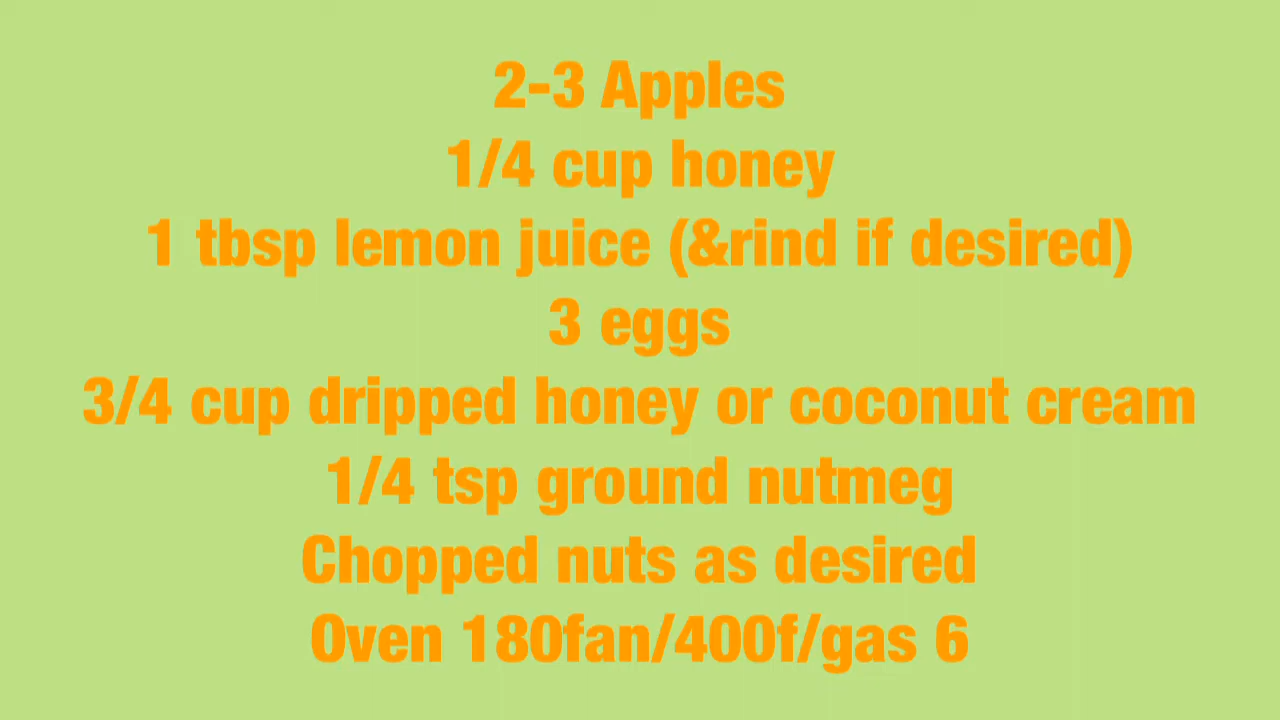 2-3 Apples
1/4 cup honey
1 tbsp lemon juice (&rind if desired)
3 eggs
3/4 cup dripped honey or coconut cream
1/4 tsp ground nutmeg
Chopped nuts as desired
Oven 180fan/400f/gas 6